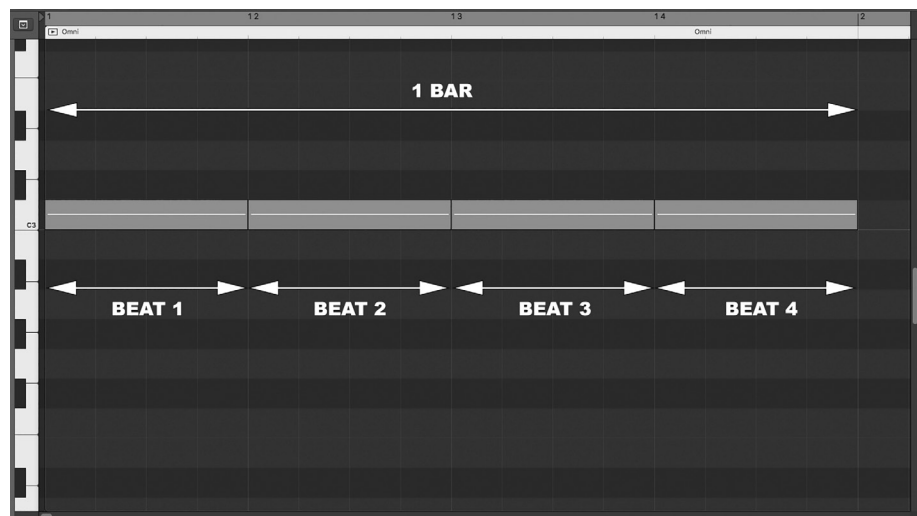 1 1 2 1 3 1 4 2
Omni Omni
1 BAR
C3
BEAT 1 BEAT 2 BEAT 3 BEAT 4